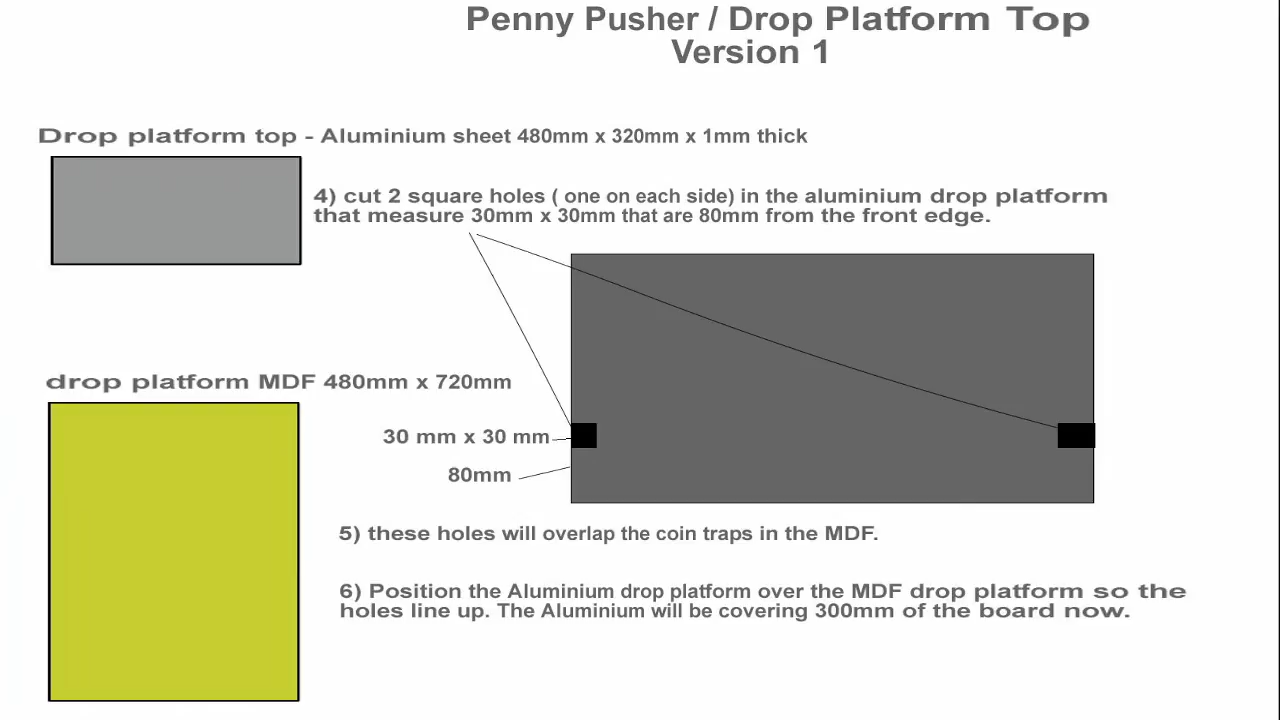 Penny Pusher / Drop Platform Top
Version 1
Drop platform top - Aluminium sheet 480mm x 320mm x 1mm thick
4) cut 2 square holes ( one on each side) in the aluminium drop platform
that measure 30mm x 30mm that are 80mm from the front edge.
drop platform MDF 480mm x 720mm
30 mm x 30 mm
80mm
5) these holes will overlap the coin traps in the MDF.
6) Position the Aluminium drop platform over the MDF drop platform so the
holes line up. The Aluminium will be covering 300mm of the board now.